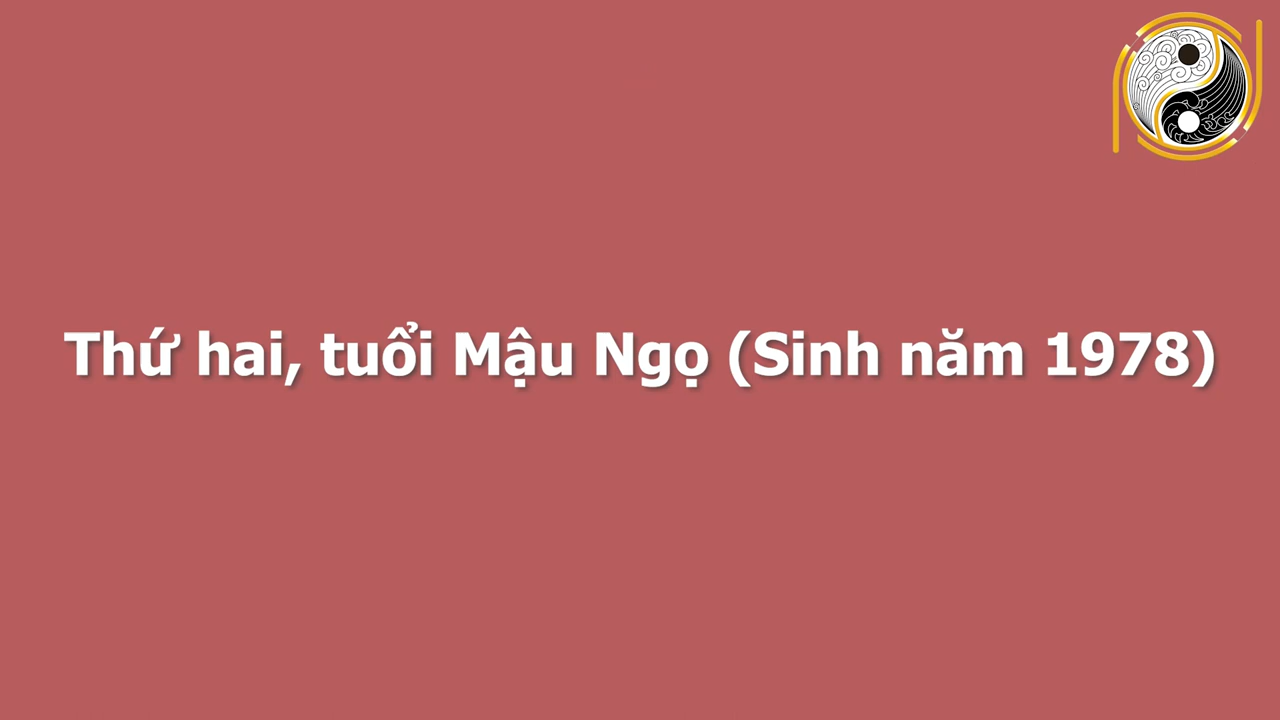 Thứ hai, tuổi Mậu Ngọ (Sinh năm 1978)